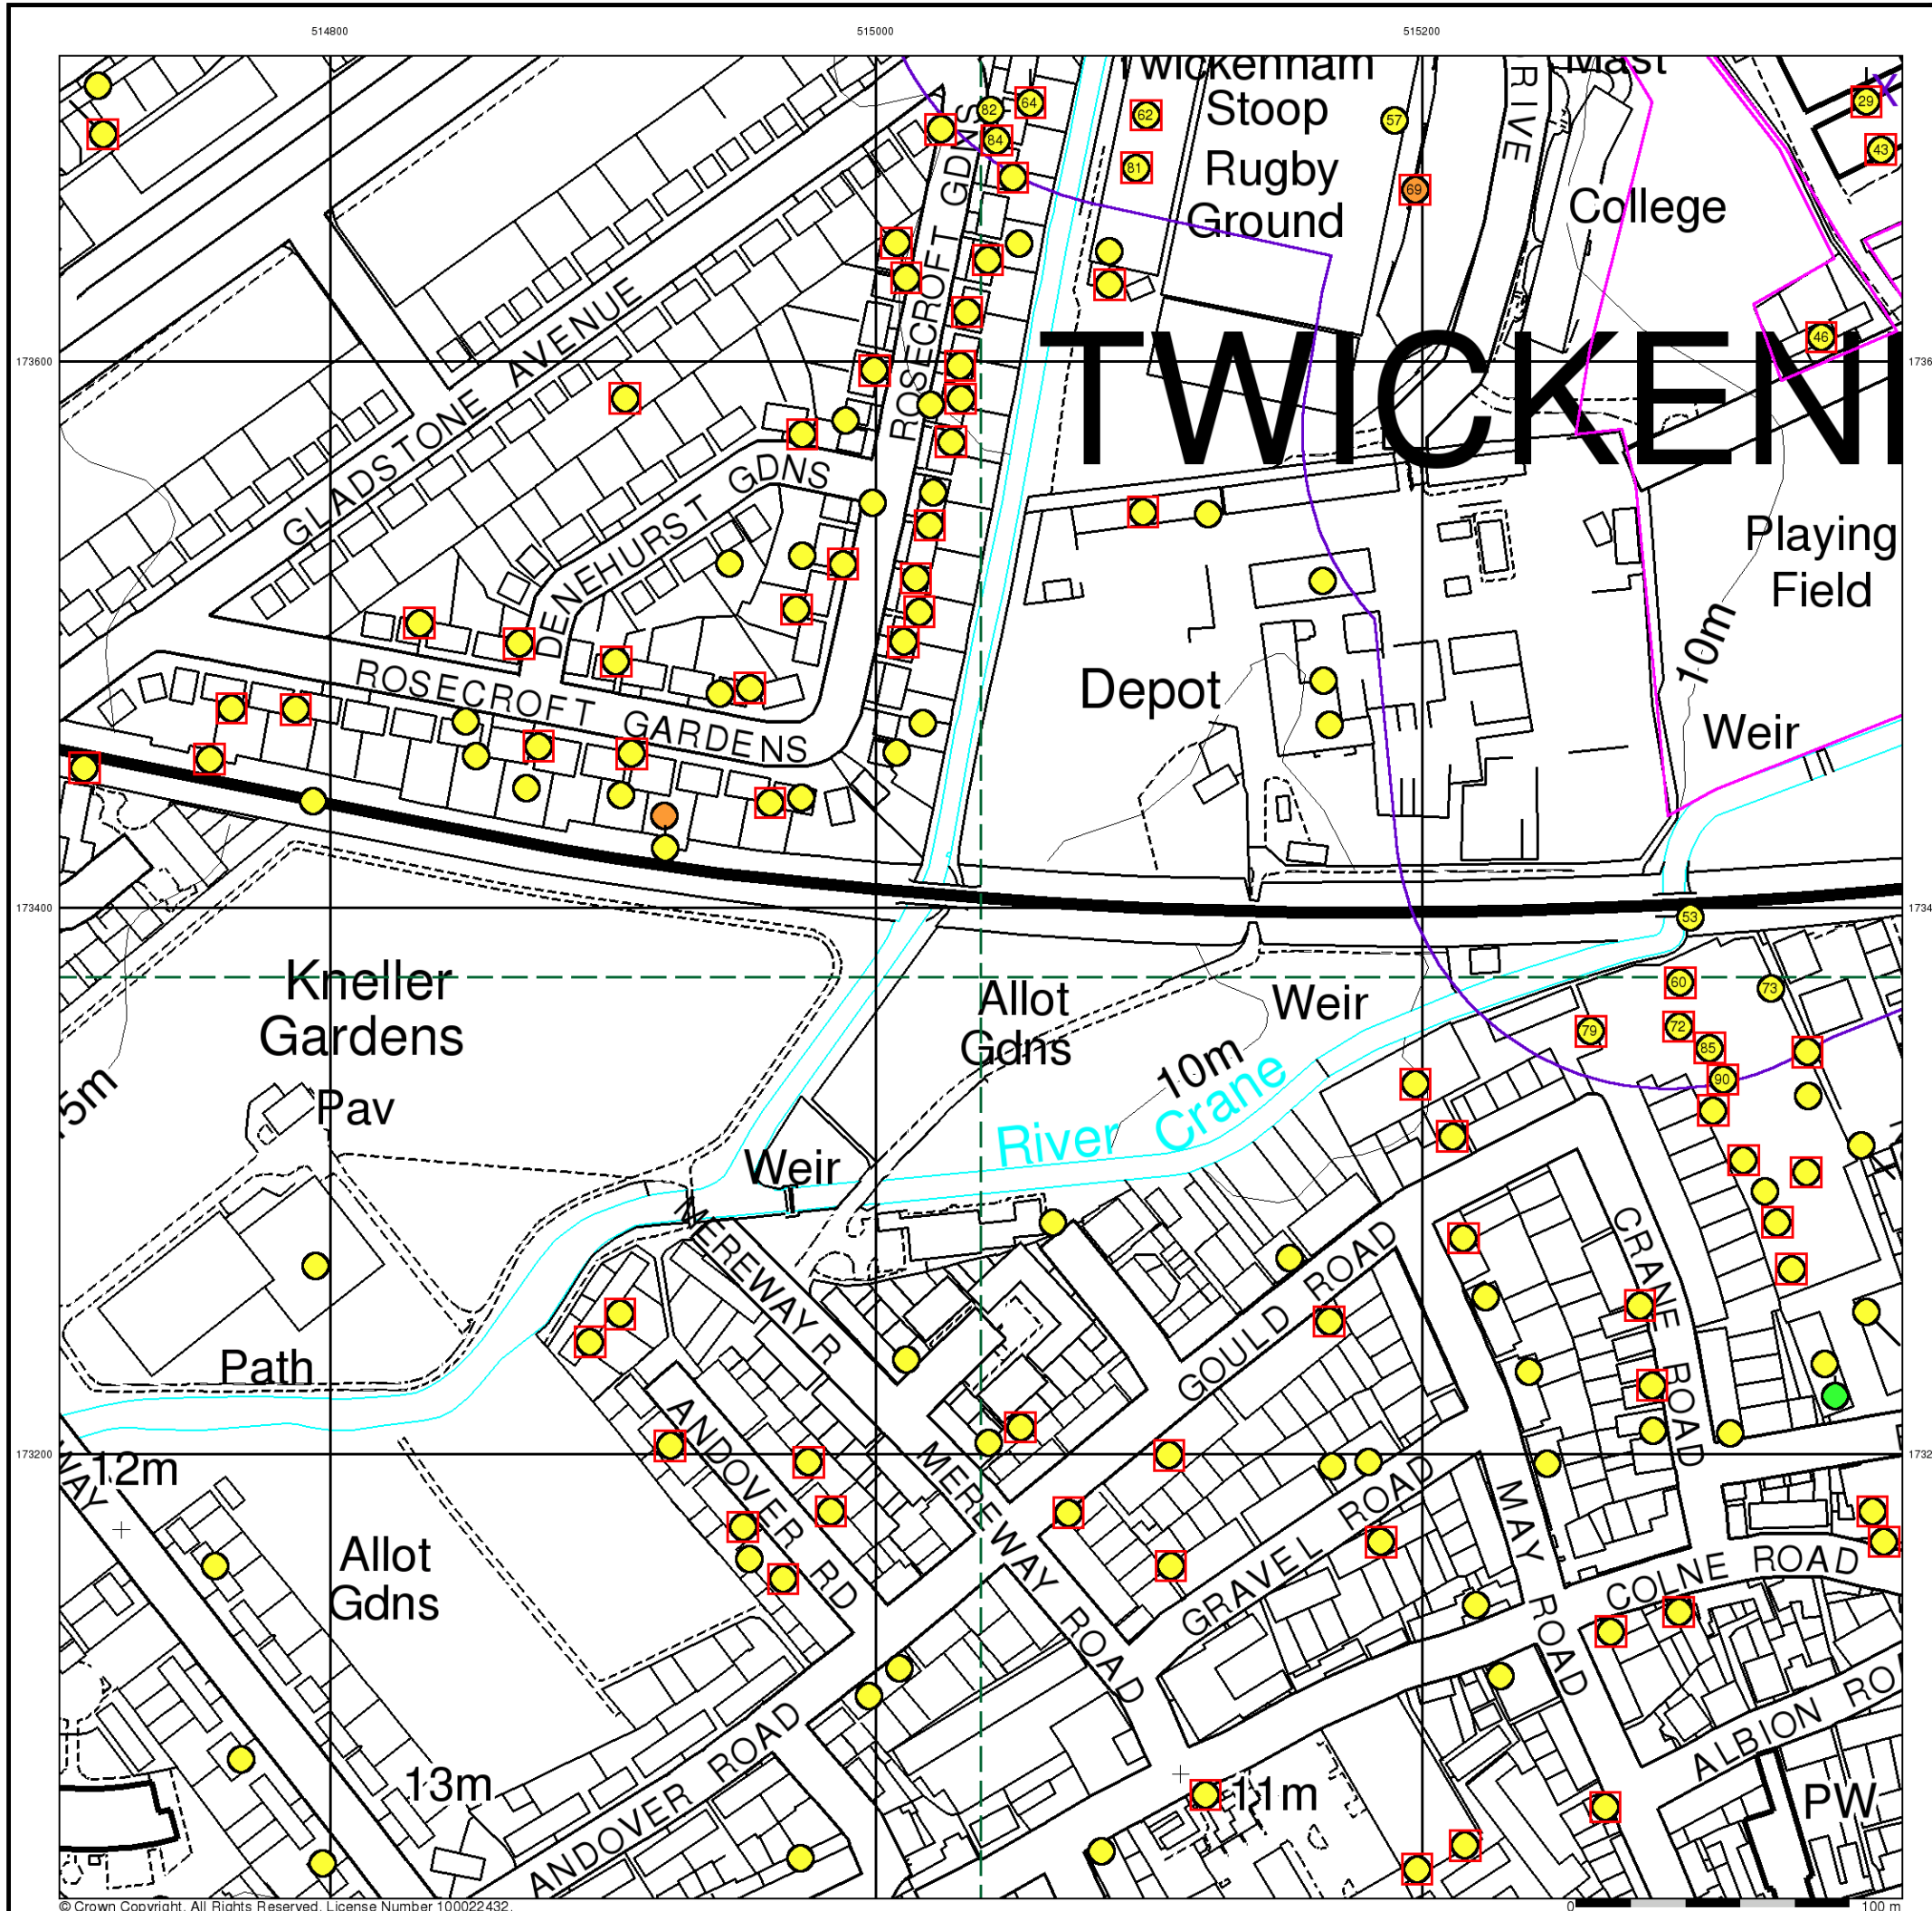 514800
515000
515200
Twickenham
Stoop
Rugby
Ground
RIVE
Mast
College
82
64
84
62
81
57
69
29
X
43
46
ROSECROFT GDNS
173600
1736
GLADSTONE AVENUE
TWICKEN
DENEHURST GDNS
Playing
Field
10m
Weir
Depot
ROSECROFT GARDENS
173400
1734
53
60
73
72
79
85
90
Kneller
Gardens
Allot
Gdns
Weir
10m
River Crane
5m
Pav
Weir
MEREWAY R
GOULD ROAD
CRANE ROAD
Path
173200
1732
WAY
12m
ANDOVER RD
MEREWAY ROAD
GRAVEL ROAD
MAY ROAD
COLNE ROAD
Allot
Gdns
ALBION RO
13m
ANDOVER ROAD
11m
PW
© Crown Copyright. All Rights Reserved. License Number 100022432.
0
100 m